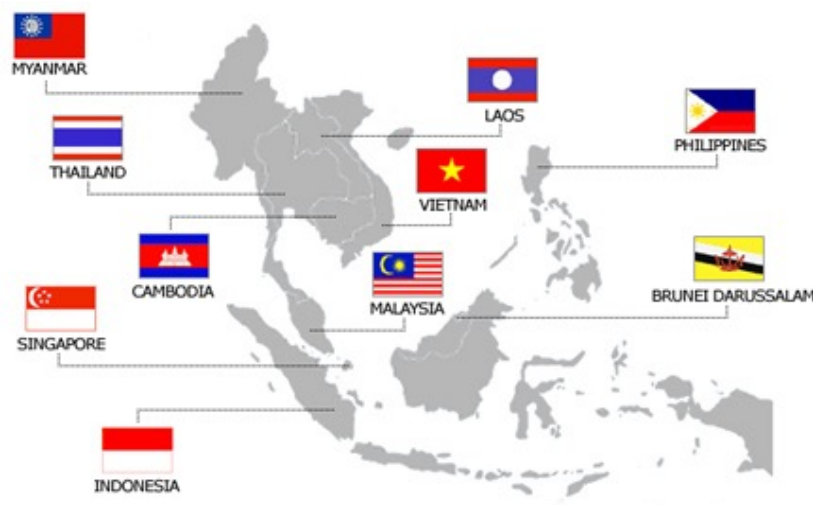 MYANMAR
LAOS
PHILIPPINES
THAILAND
VIETNAM
CAMBODIA
MALAYSIA
BRUNEI DARUSSALAM
SINGAPORE
INDONESIA